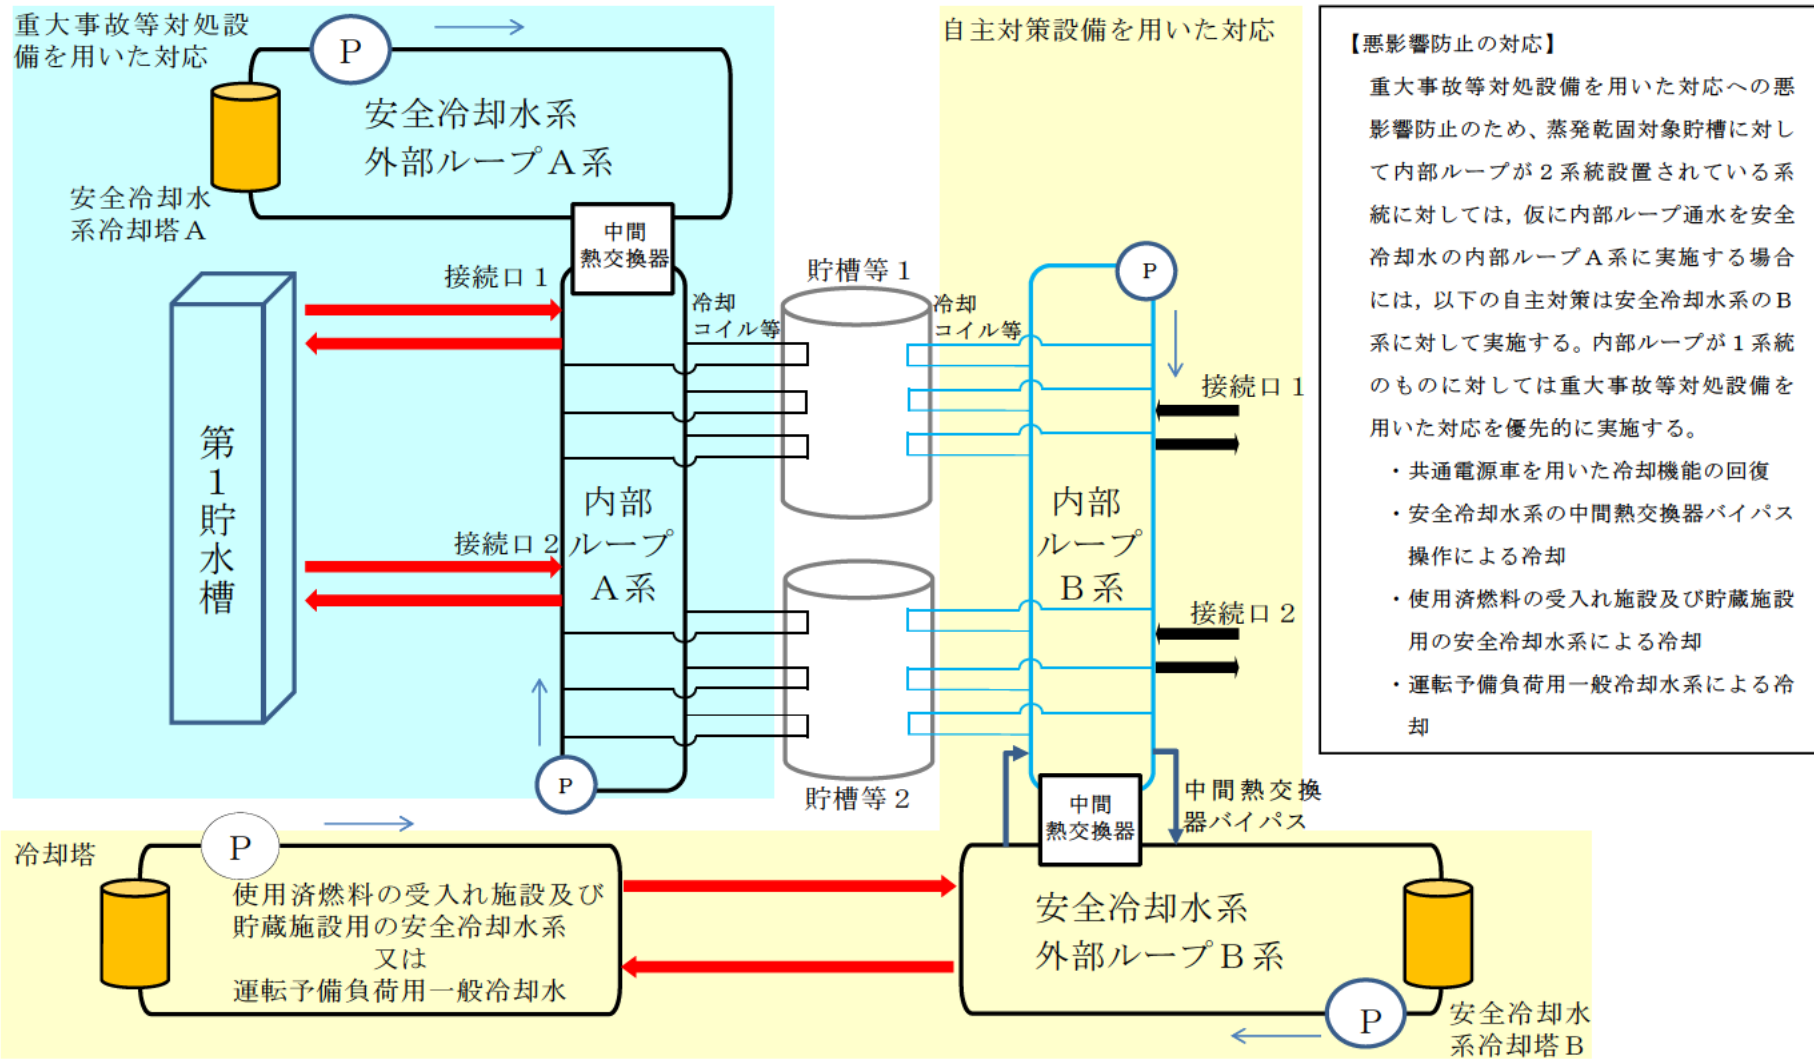 重大事故等対処設
備を用いた対応
P
安全冷却水系
外部ループA系
安全冷却水
系冷却塔A
中間
熱交換器
接続口1
第1貯水槽
接続口2
内部
ループ
A系
P
冷却
コイル等
貯槽等1
貯槽等2
自主対策設備を用いた対応
冷却
コイル等
P
接続口1
内部
ループ
B系
接続口2
中間
熱交換器
中間熱交換
器バイパス
冷却塔
P
使用済燃料の受入れ施設及び
貯蔵施設用の安全冷却水系
又は
運転予備負荷用一般冷却水
安全冷却水系
外部ループB系
P
安全冷却水
系冷却塔B
【悪影響防止の対応】
重大事故等対処設備を用いた対応への悪
影響防止のため、蒸発乾固対象貯槽に対し
て内部ループが2系統設置されている系
統に対しては,仮に内部ループ通水を安全
冷却水の内部ループA系に実施する場合
には,以下の自主対策は安全冷却水系のB
系に対して実施する。内部ループが1系統
のものに対しては重大事故等対処設備を
用いた対応を優先的に実施する。
・共通電源車を用いた冷却機能の回復
・安全冷却水系の中間熱交換器バイパス
操作による冷却
・使用済燃料の受入れ施設及び貯蔵施設
用の安全冷却水系による冷却
・運転予備負荷用一般冷却水系による冷
却